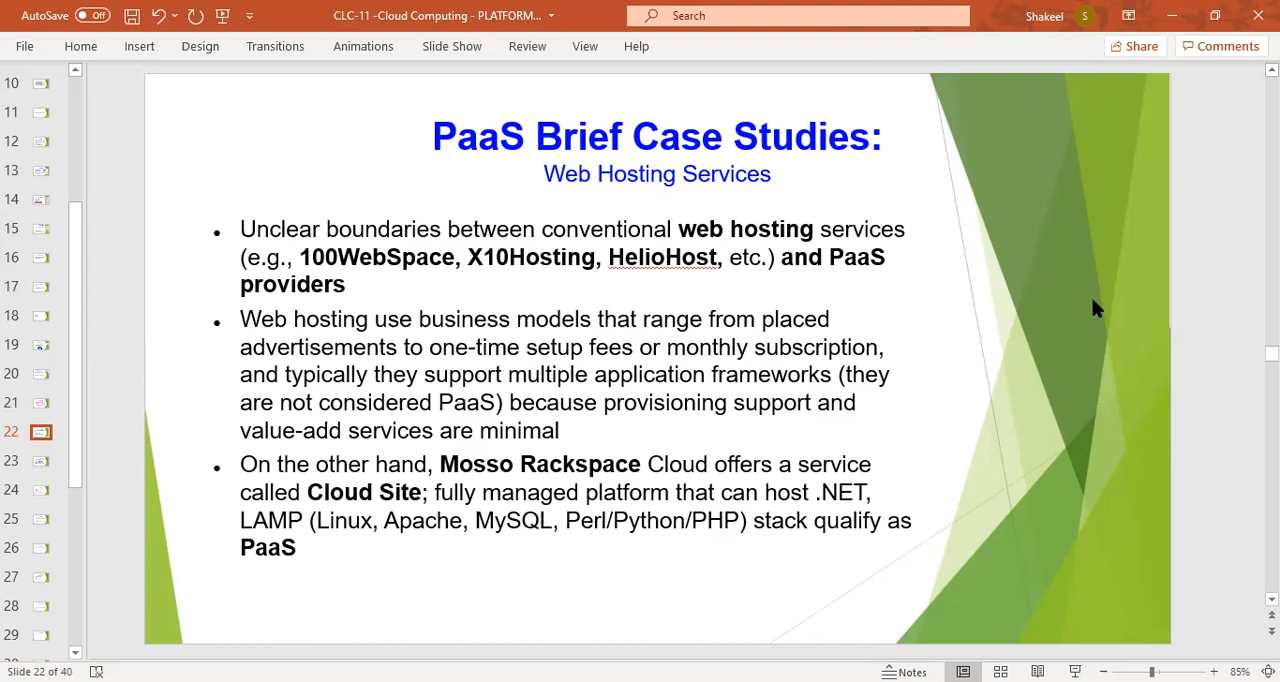 AutoSave Off CLC-11 -Cloud Computing - PLATFORM... Search Shakeel S
File Home Insert Design Transitions Animations Slide Show Review View Help Share Comments
10
11
12
13
14
15
16
17
18
19
20
21
22
23
24
25
26
27
28
29
PaaS Brief Case Studies:
Web Hosting Services
• Unclear boundaries between conventional web hosting services
(e.g., 100WebSpace, X10Hosting, HelioHost, etc.) and PaaS
providers
• Web hosting use business models that range from placed
advertisements to one-time setup fees or monthly subscription,
and typically they support multiple application frameworks (they
are not considered PaaS) because provisioning support and
value-add services are minimal
• On the other hand, Mosso Rackspace Cloud offers a service
called Cloud Site; fully managed platform that can host .NET,
LAMP (Linux, Apache, MySQL, Perl/Python/PHP) stack qualify as
PaaS
Slide 22 of 40 Notes 85%